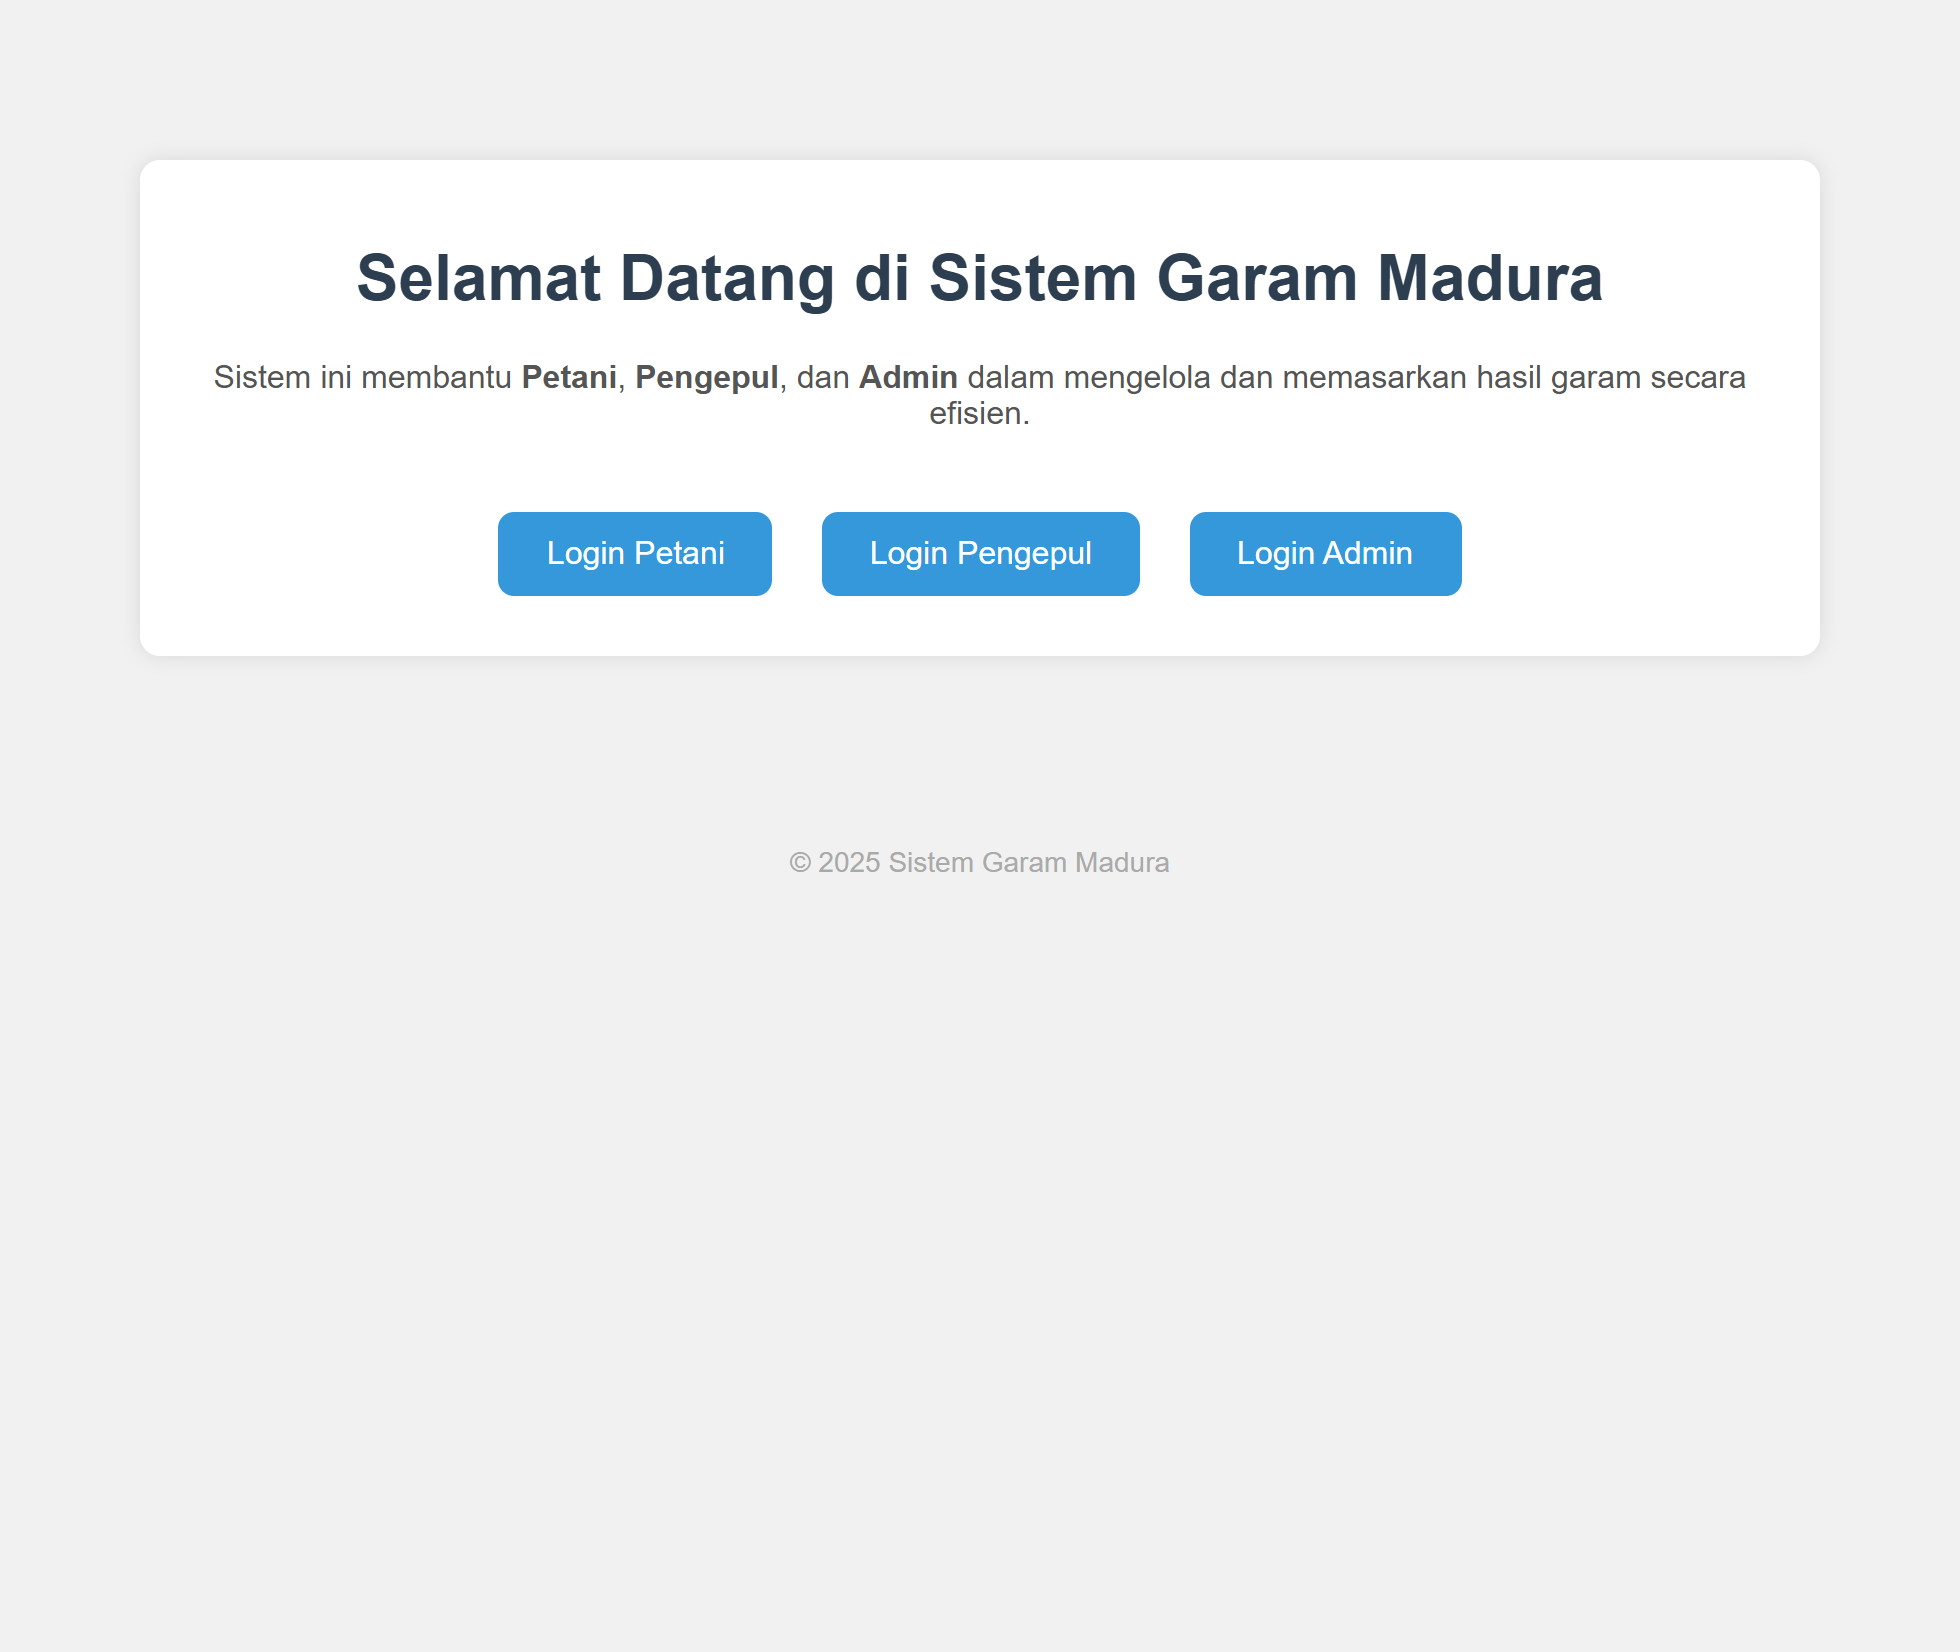 Selamat Datang di Sistem Garam Madura
Sistem ini membantu Petani, Pengepul, dan Admin dalam mengelola dan memasarkan hasil garam secara
efisien.
Login Petani
Login Pengepul
Login Admin
© 2025 Sistem Garam Madura